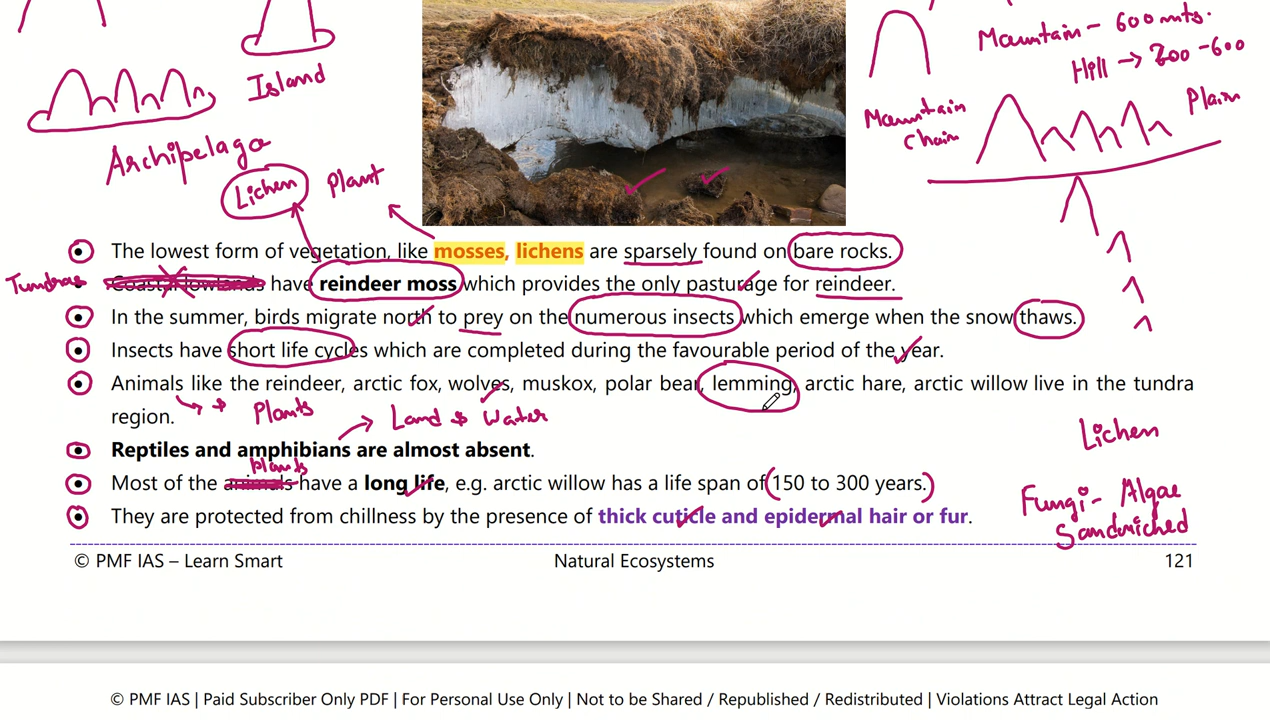 Mountain - 600 mts.
Hill → 300 - 600
Island
Plain
Mountain
Chain
Archipelago
Lichen
Plant
The lowest form of vegetation, like mosses, lichens are sparsely found on bare rocks.
Tundras Coastal lowlands have reindeer moss which provides the only pasturage for reindeer.
In the summer, birds migrate north to prey on the numerous insects which emerge when the snow thaws.
Insects have short life cycles which are completed during the favourable period of the year.
Animals like the reindeer, arctic fox, wolves, muskox, polar bear, lemming, arctic hare, arctic willow live in the tundra
region.
& Plants
Land & Water
Lichen
Reptiles and amphibians are almost absent.
plants
Most of the animals have a long life, e.g. arctic willow has a life span of 150 to 300 years.
Fungi - Algae
Sandwiched
They are protected from chillness by the presence of thick cuticle and epidermal hair or fur.
© PMF IAS – Learn Smart
Natural Ecosystems
121
© PMF IAS | Paid Subscriber Only PDF | For Personal Use Only | Not to be Shared / Republished / Redistributed | Violations Attract Legal Action